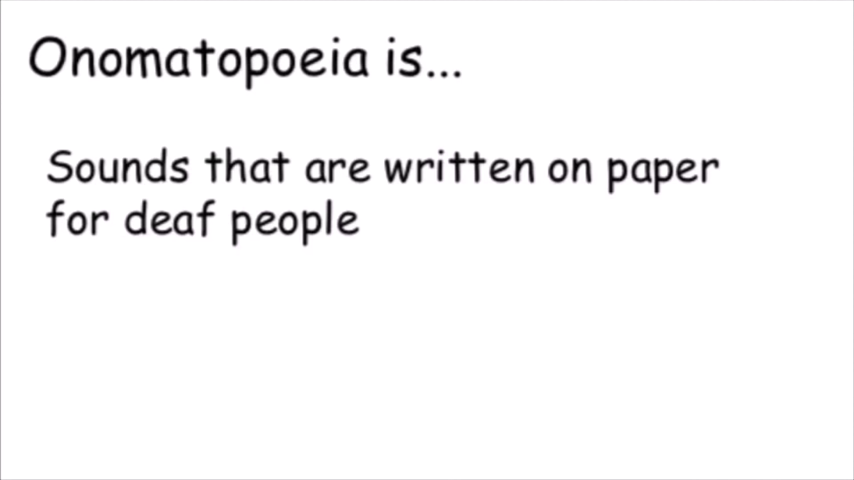 Onomatopoeia is...
Sounds that are written on paper
for deaf people